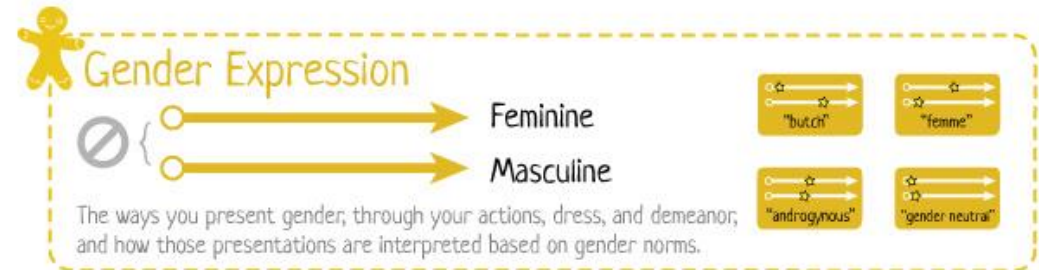 Gender Expression
Feminine
Masculine
The ways you present gender, through your actions, dress, and demeanor,
and how those presentations are interpreted based on gender norms.
"butch"
"femme"
"androgynous"
"gender neutral"